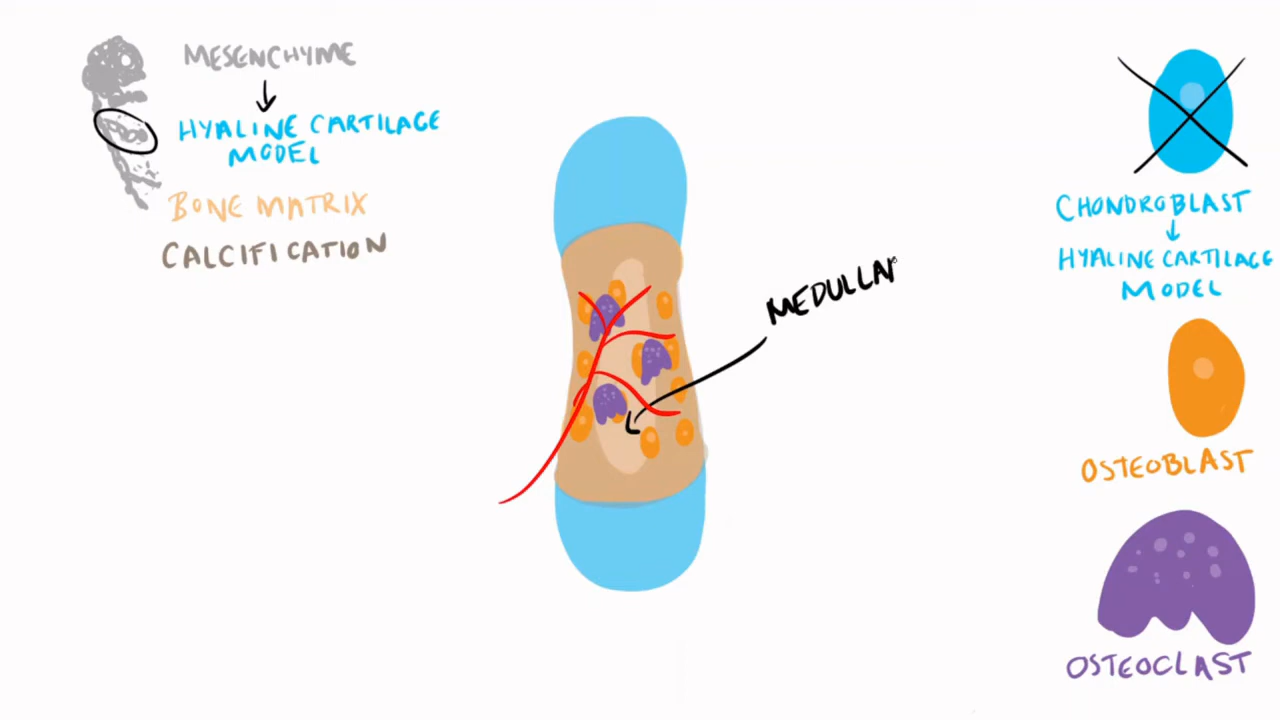 MESENCHYME
HYALINE CARTILAGE
MODEL
BONE MATRIX
CALCIFICATION
MEDULLAR
CHONDROBLAST
HYALINE CARTILAGE
MODEL
OSTEOBLAST
OSTEOCLAST